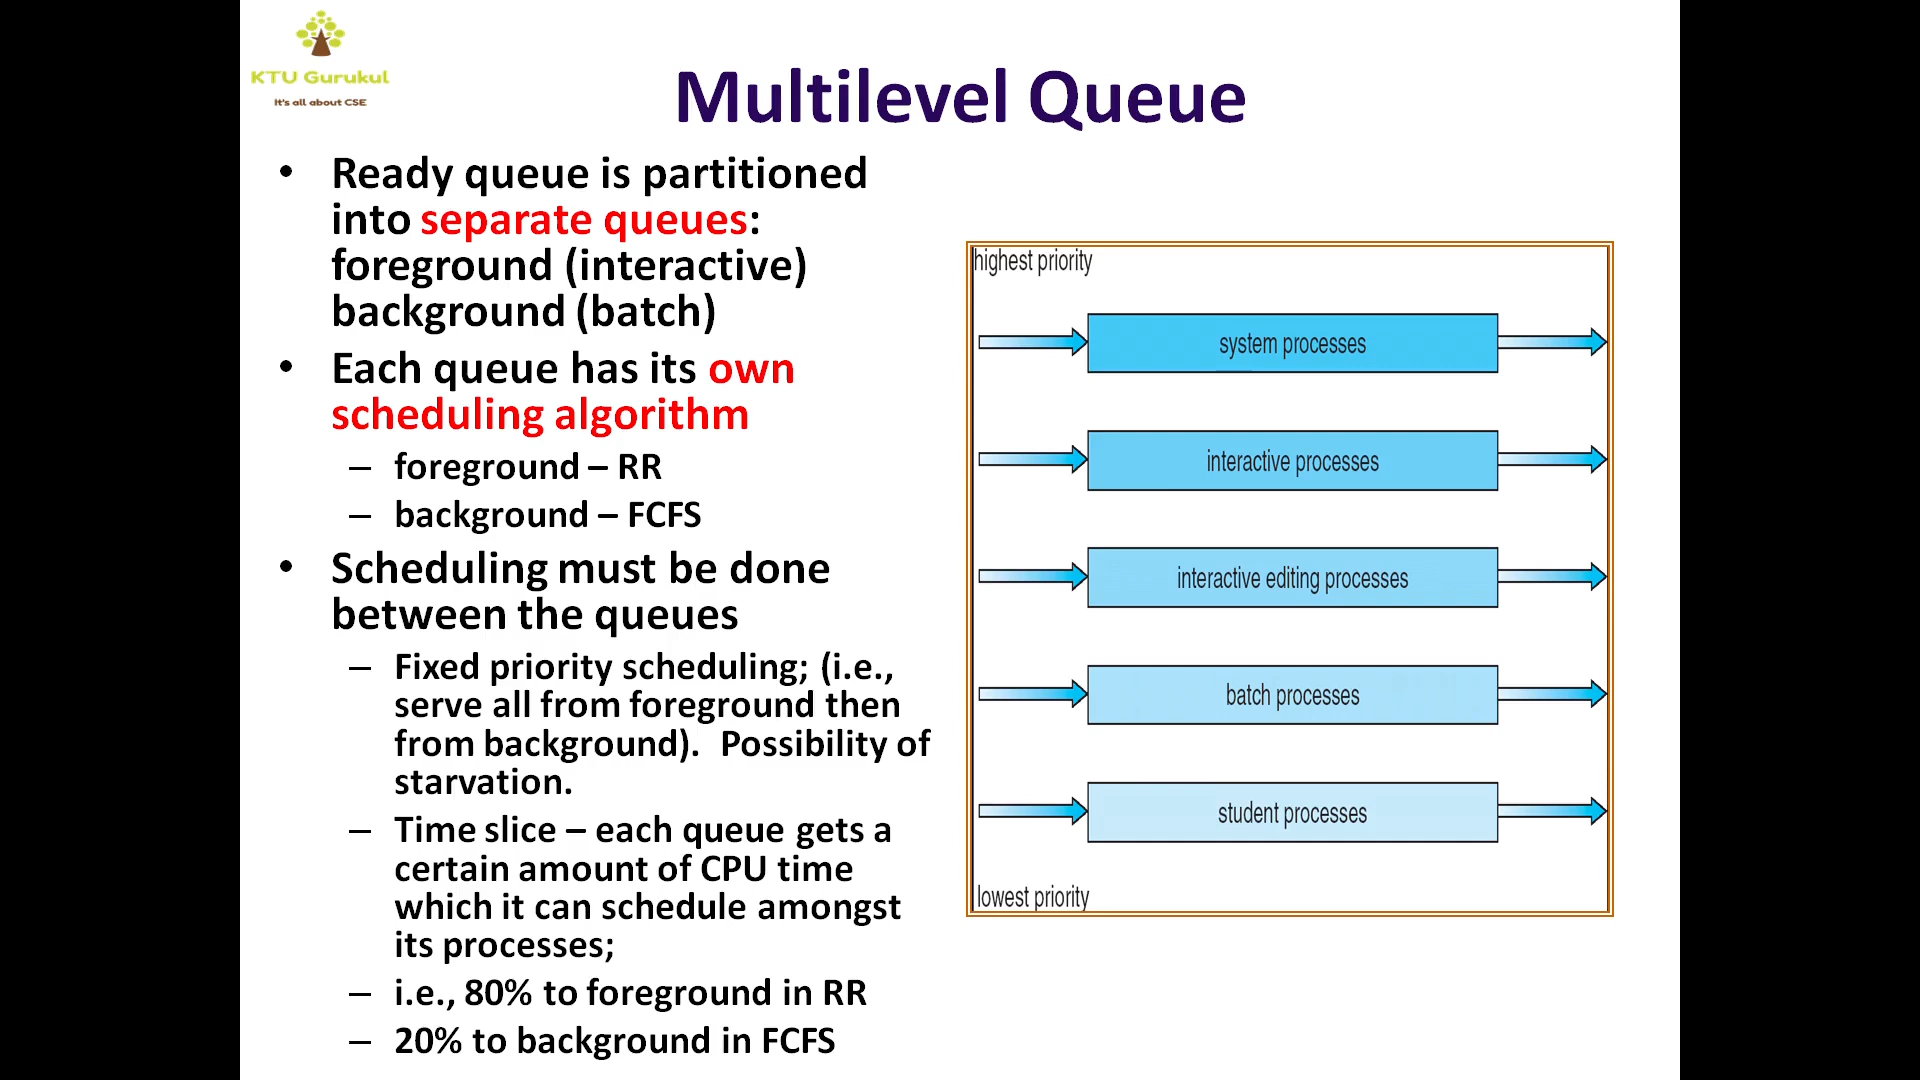 KTU Gurukul
It's all about CSE
Multilevel Queue
• Ready queue is partitioned
into separate queues:
foreground (interactive)
background (batch)
• Each queue has its own
scheduling algorithm
– foreground – RR
– background – FCFS
• Scheduling must be done
between the queues
– Fixed priority scheduling; (i.e.,
serve all from foreground then
from background).  Possibility of
starvation.
– Time slice – each queue gets a
certain amount of CPU time
which it can schedule amongst
its processes;
– i.e., 80% to foreground in RR
– 20% to background in FCFS
highest priority
system processes
interactive processes
interactive editing processes
batch processes
student processes
lowest priority